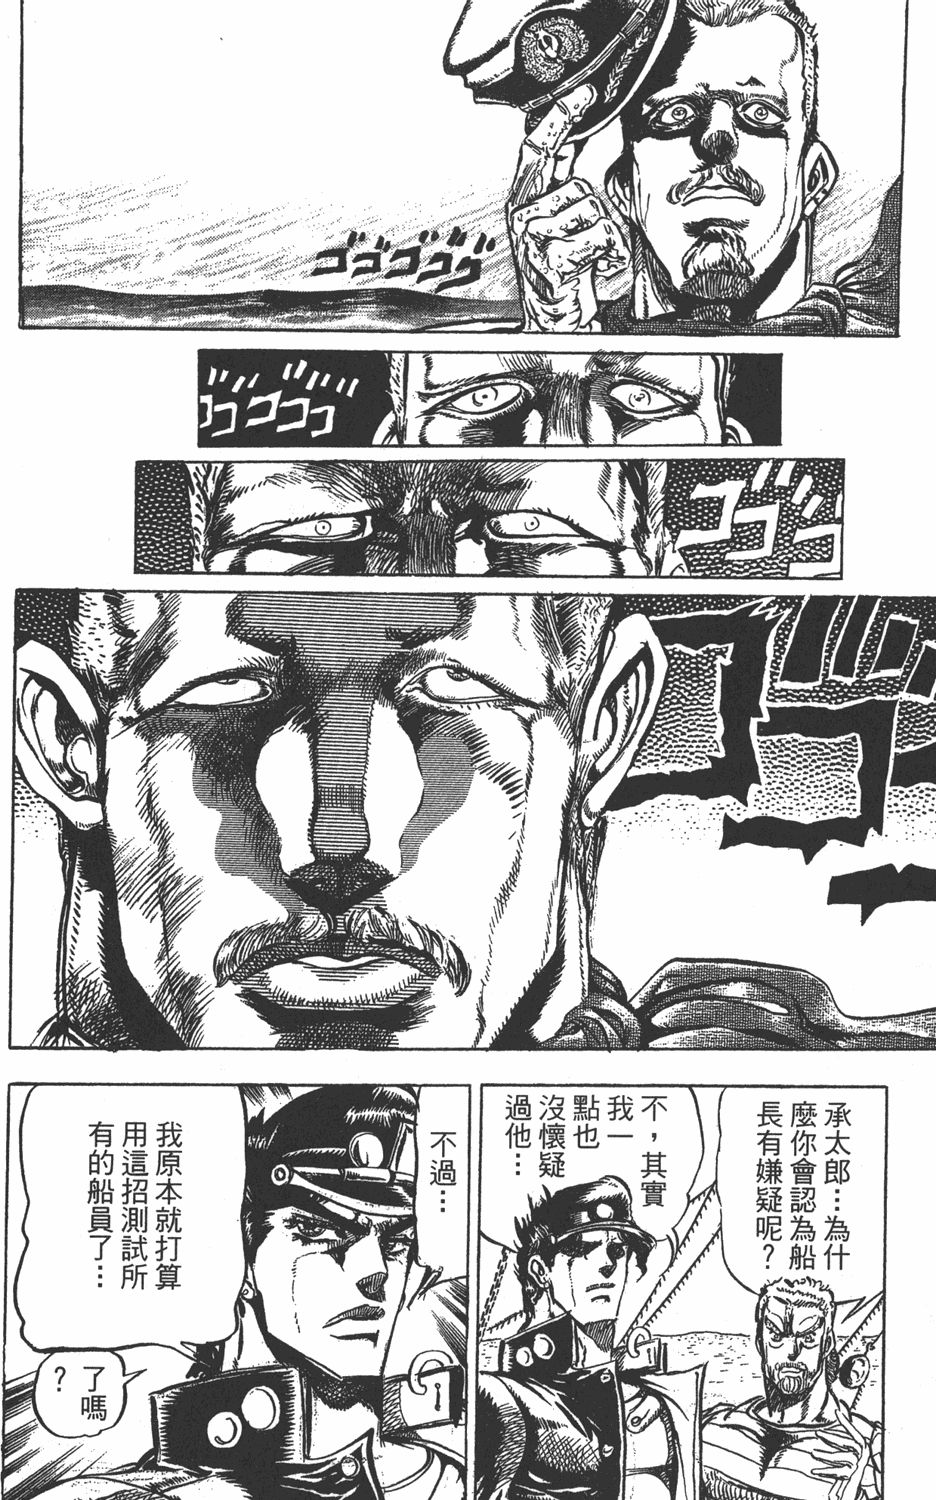 ゴゴゴゴゴ
ゴゴゴゴ
ゴゴゴ
ゴゴゴ
承太郎…為什
麼你會認為船
長有嫌疑呢？
不，其實
我一
點也
沒懷疑
過他…
不過…
我原本就打算
用這招測試所
有的船員了…
了嗎
？